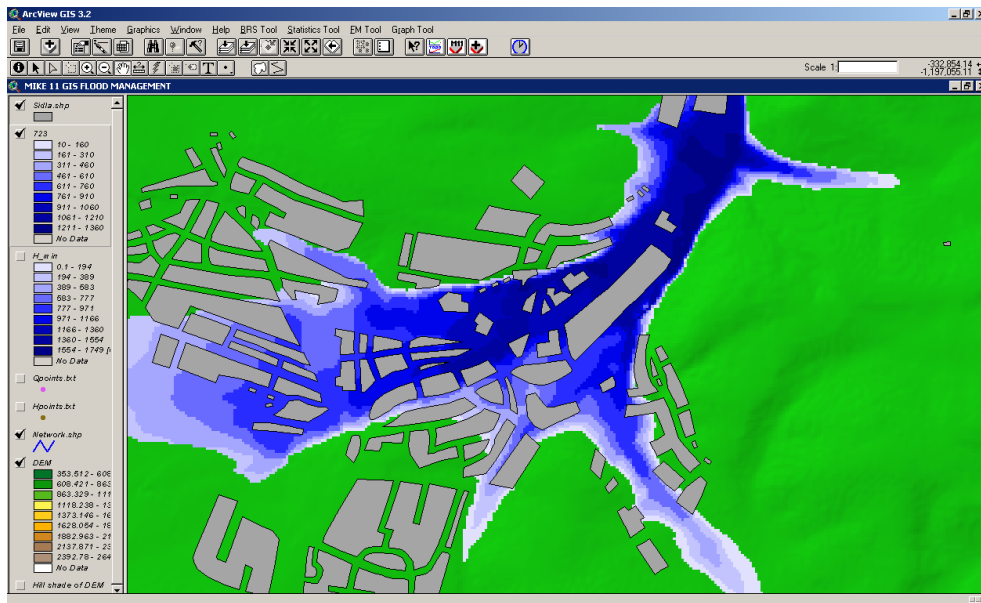 ArcView GIS 3.2
File Edit View Theme Graphics Window Help BRS Tool Statistics Tool EM Tool Graph Tool
Scale 1:
-332,854.14
-1,197,055.11
MIKE 11 GIS FLOOD MANAGEMENT
Sidla.shp
723
10 - 160
161 - 310
311 - 460
461 - 610
611 - 760
761 - 910
911 - 1060
1061 - 1210
1211 - 1360
No Data
0.1 - 194
194 - 389
389 - 583
583 - 777
777 - 971
971 - 1166
1166 - 1360
1360 - 1554
1554 - 1749
No Data
Qpoints.txt
Hpoints.txt
Network.shp
DEM
353.512 - 608
608.421 - 863
863.329 - 111
1118.238 - 13
1373.146 - 16
1628.054 - 18
1882.963 - 21
2137.871 - 23
2392.78 - 264
No Data
Hill shade of DEM